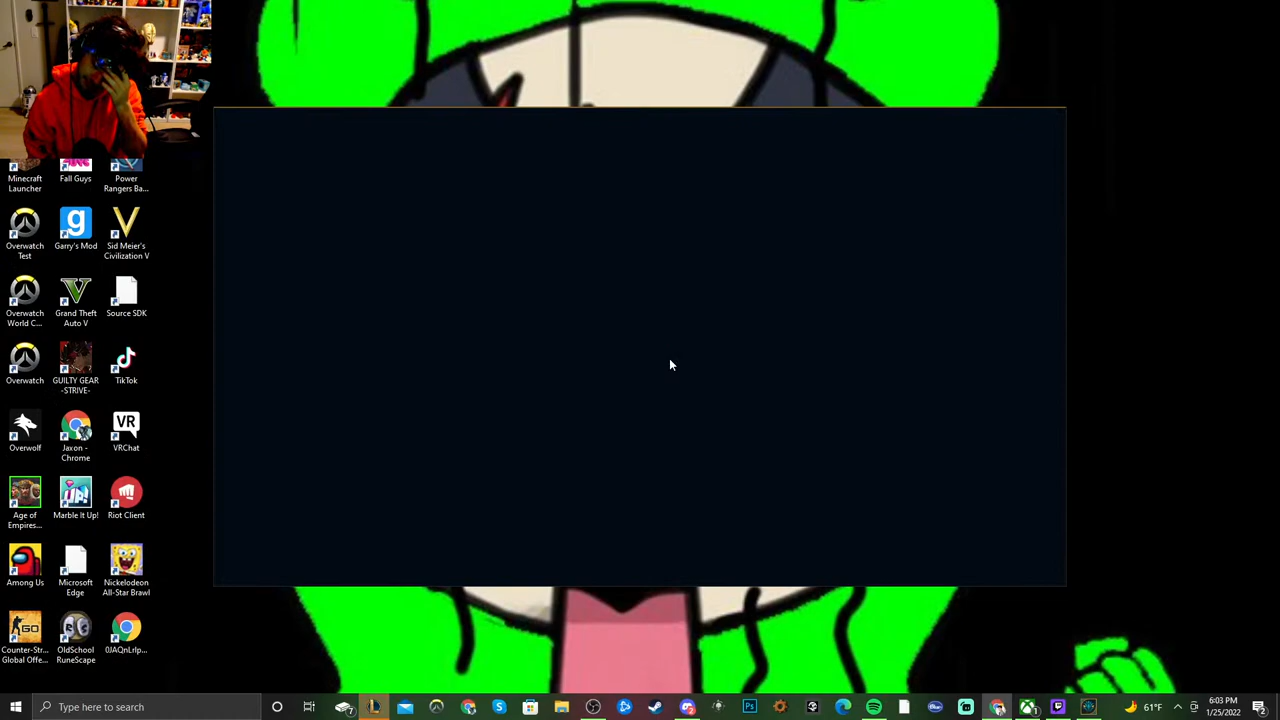 Minecraft
Launcher
Fall Guys
Power
Rangers Ba...
Overwatch
Test
Garry's Mod
Sid Meier's
Civilization V
Overwatch
World C...
Grand Theft
Auto V
Source SDK
Overwatch
GUILTY GEAR
-STRIVE-
TikTok
Overwolf
Jaxon -
Chrome
VR
VRChat
Age of
Empires...
UP!
Marble It Up!
Riot Client
Among Us
Microsoft
Edge
Nickelodeon
All-Star Brawl
GO
Counter-Str...
Global Offe...
OldSchool
RuneScape
0JAQnLrlp...
Type here to search
61°F
6:03 PM
1/25/2022